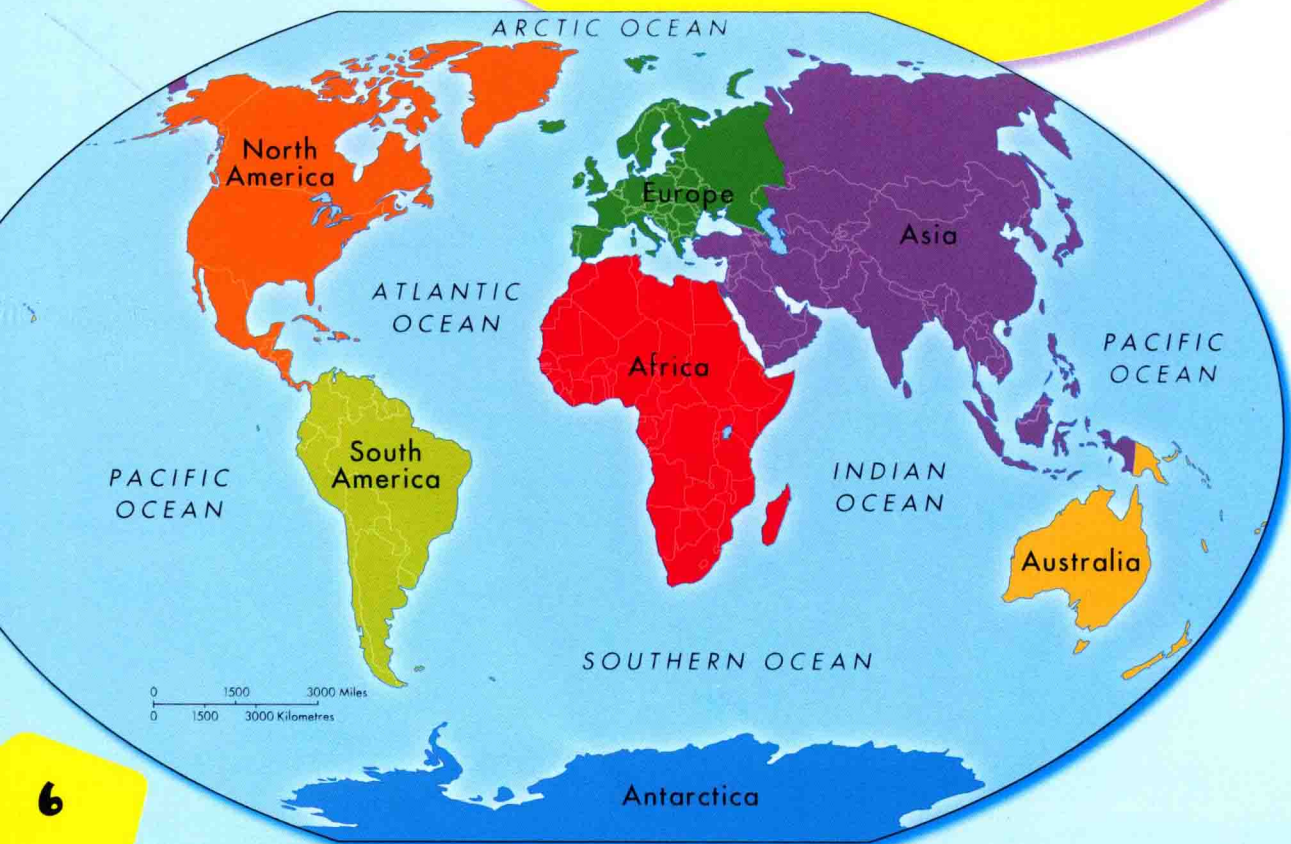 ARCTIC OCEAN
North
America
Europe
Asia
ATLANTIC
OCEAN
Africa
PACIFIC
OCEAN
South
America
PACIFIC
OCEAN
INDIAN
OCEAN
Australia
SOUTHERN OCEAN
0 1500 3000 Miles
0 1500 3000 Kilometres
Antarctica
6